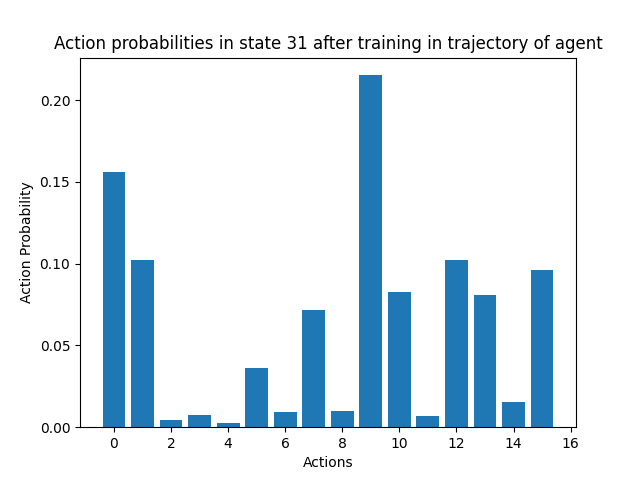 Action probabilities in state 31 after training in trajectory of agent
0.20
0.15
0.10
0.05
0.00
Action Probability
0 2 4 6 8 10 12 14 16
Actions